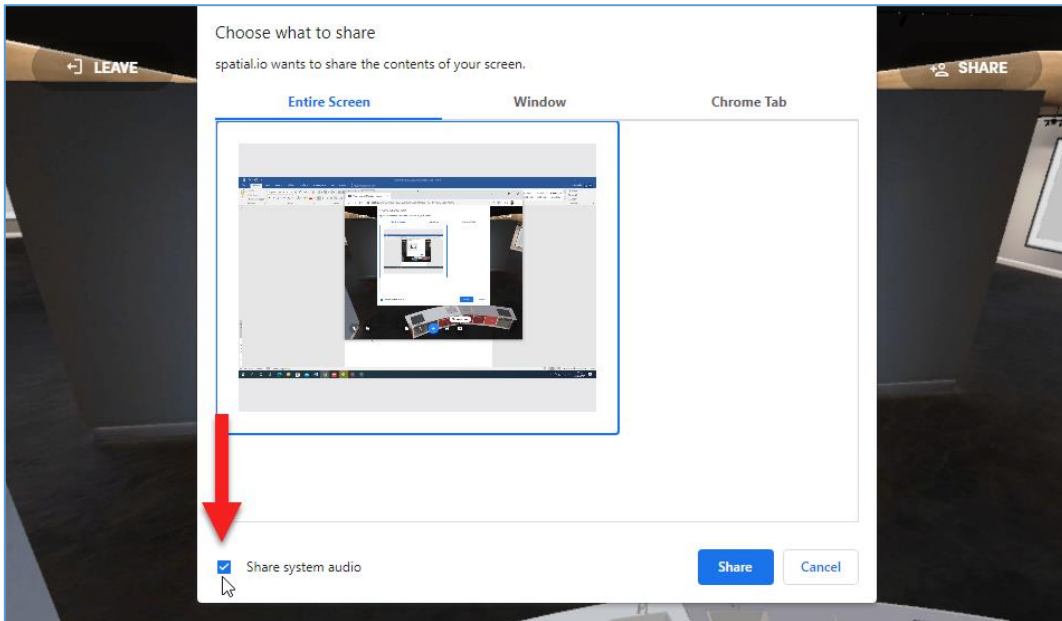 Choose what to share
LEAVE
spatial.io wants to share the contents of your screen.
SHARE
Entire Screen
Window
Chrome Tab
Share system audio
Share
Cancel